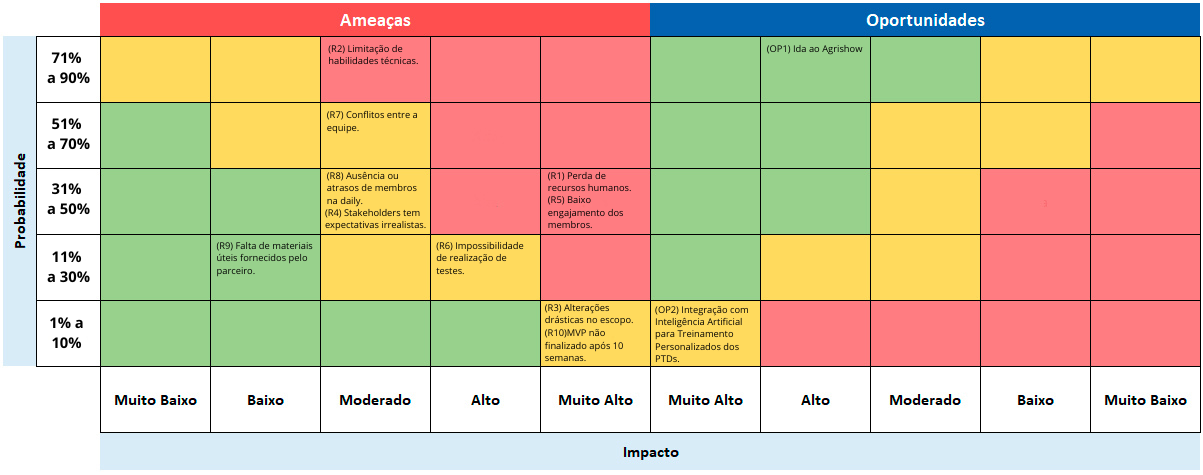 Ameaças
Oportunidades
Probabilidade
71%
a 90%
(R2) Limitação de
habilidades técnicas.
(OP1) Ida ao Agrishow
51%
a 70%
(R7) Conflitos entre a
equipe.
31%
a 50%
(R8) Ausência ou
atrasos de membros
na daily.
(R4) Stakeholders tem
expectativas irrealistas.
(R1) Perda de
recursos humanos.
(R5) Baixo
engajamento dos
membros.
11%
a 30%
(R9) Falta de materiais
úteis fornecidos pelo
parceiro.
(R6) Impossibilidade
de realização de
testes.
1% a
10%
(R3) Alterações
drásticas no escopo.
(R10)MVP não
finalizado após 10
semanas.
(OP2) Integração com
Inteligência Artificial
para Treinamento
Personalizados dos
PTDs.
Muito Baixo
Baixo
Moderado
Alto
Muito Alto
Muito Alto
Alto
Moderado
Baixo
Muito Baixo
Impacto